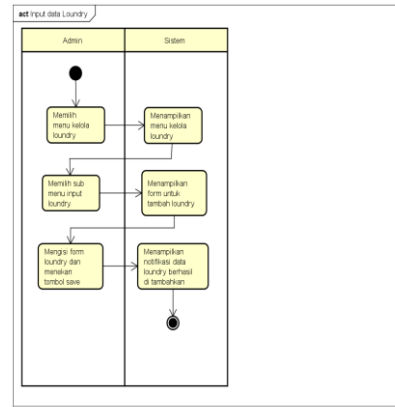 act Input data Loundry
Admin
Sistem
Memilih
menu kelola
loundry
Menampilkan
menu kelola
loundry
Memilih sub
menu input
loundry
Menampilkan
form untuk
tambah loundry
Mengisi form
loundry dan
menekan
tombol save
Menampilkan
notifikasi data
loundry berhasil
di tambahkan